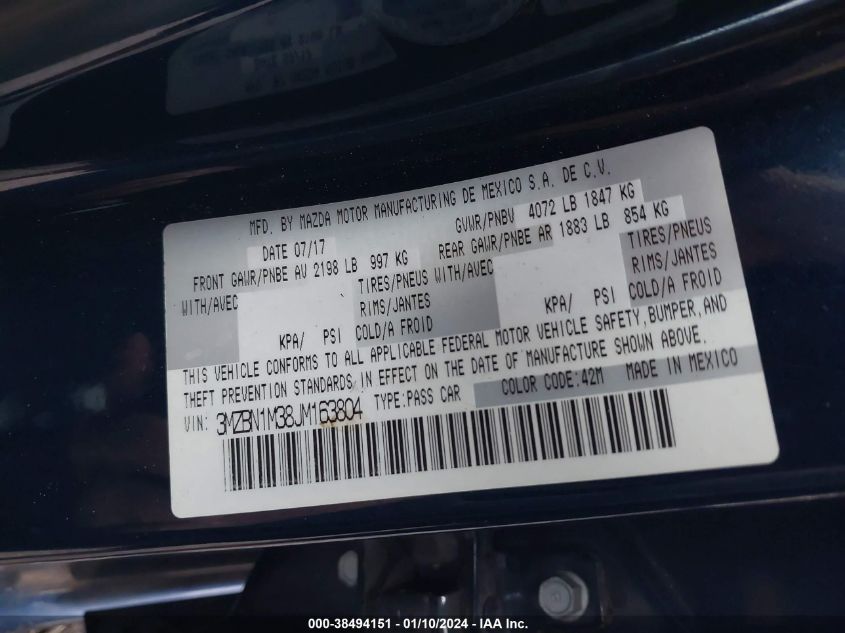 MFD. BY MAZDA MOTOR MANUFACTURING DE MEXICO S.A. DE C.V.
DATE 07/17 GVWR/PNBV 4072 LB 1847 KG
FRONT GAWR/PNBE AV 2198 LB 997 KG REAR GAWR/PNBE AR 1883 LB 854 KG
WITH/AVEC TIRES/PNEUS WITH/AVEC TIRES/PNEUS
RIMS/JANTES RIMS/JANTES
KPA/ PSI COLD/A FROID KPA/ PSI COLD/A FROID
THIS VEHICLE CONFORMS TO ALL APPLICABLE FEDERAL MOTOR VEHICLE SAFETY, BUMPER, AND
THEFT PREVENTION STANDARDS IN EFFECT ON THE DATE OF MANUFACTURE SHOWN ABOVE.
VIN: 3MZBN1M38JM163804 TYPE:PASS CAR COLOR CODE:42M MADE IN MEXICO
000-38494151 - 01/10/2024 - IAA Inc.